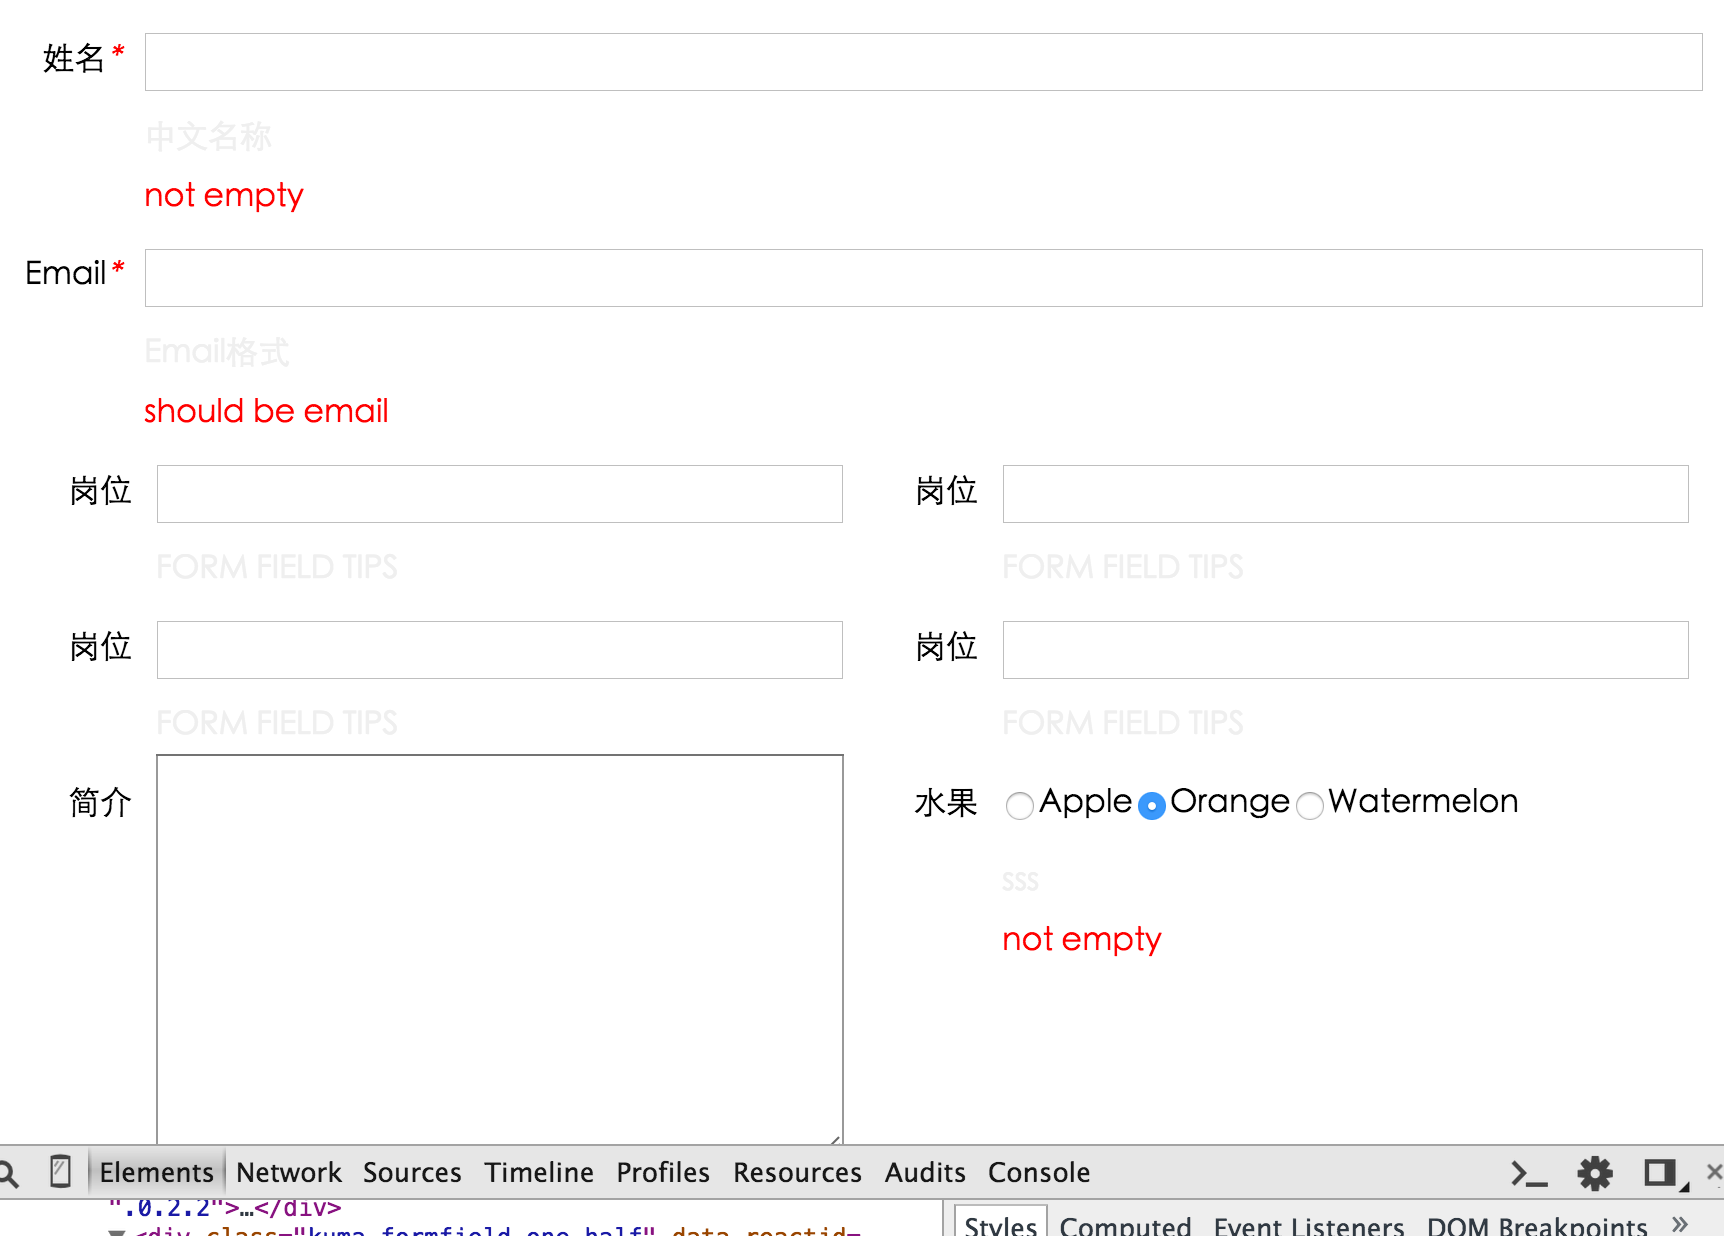 姓名*
中文名称
not empty
Email*
Email格式
should be email
岗位 岗位
FORM FIELD TIPS FORM FIELD TIPS
岗位 岗位
FORM FIELD TIPS FORM FIELD TIPS
简介 水果 Apple Orange Watermelon
sss
not empty
Elements Network Sources Timeline Profiles Resources Audits Console
".0.2.2">…</div>
<div class="kuma-formfield one-half" data-reactid=
Styles Computed Event Listeners DOM Breakpoints »